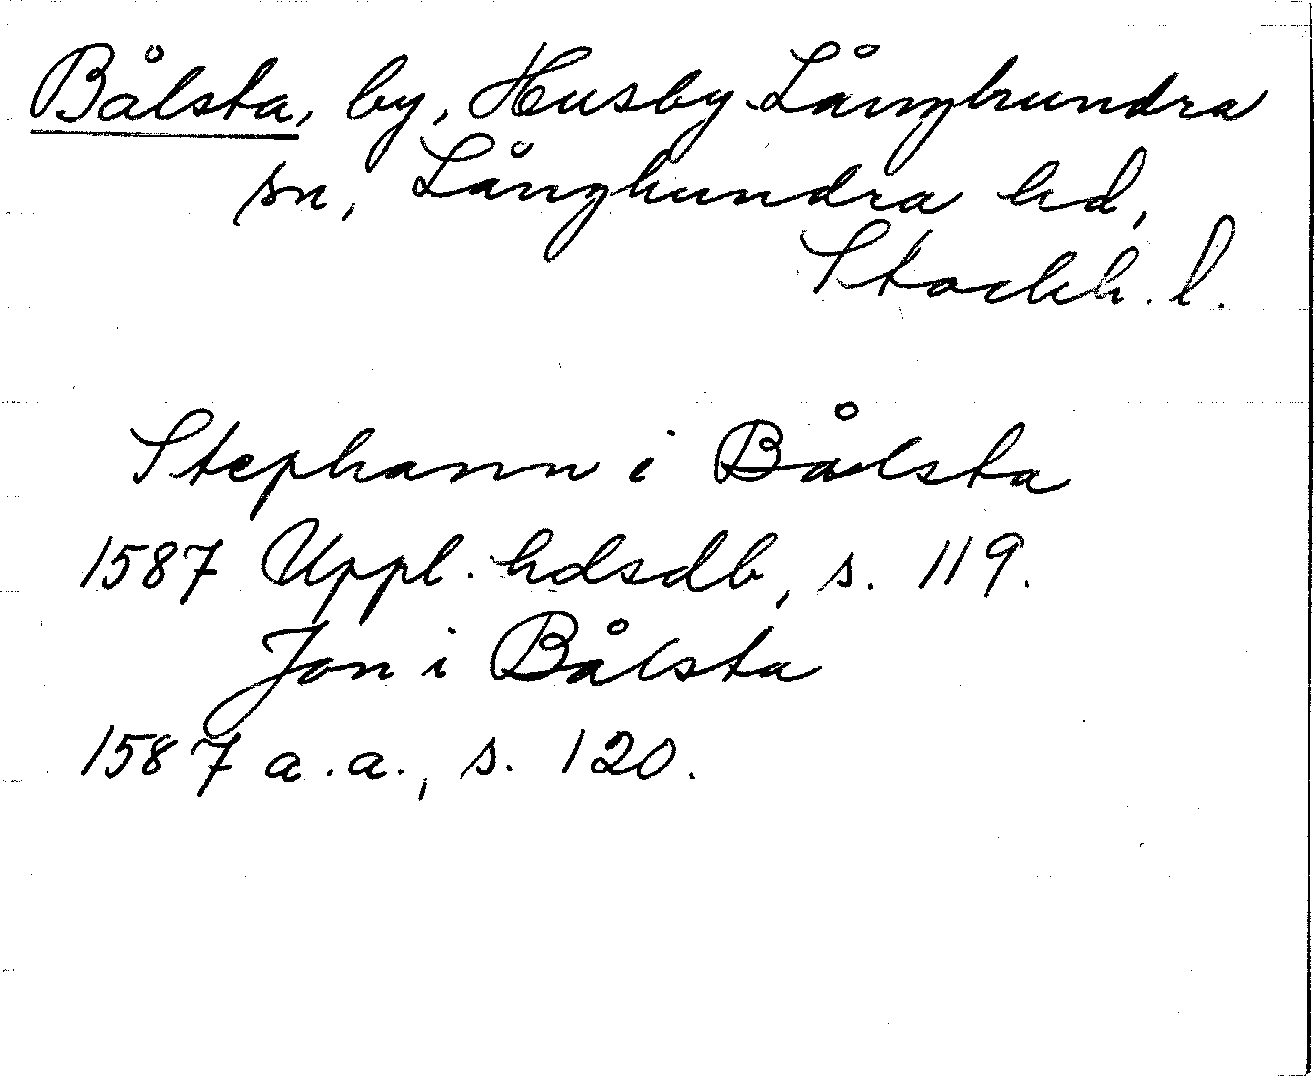 Bålsta, by, Husby-Långhundra
sn, Långhundra hd,
Stockh. l.
Stephann i Bålsta
1587 Uppl. hdsdb, s. 119.
Jon i Bålsta
1587 a.a., s. 120.